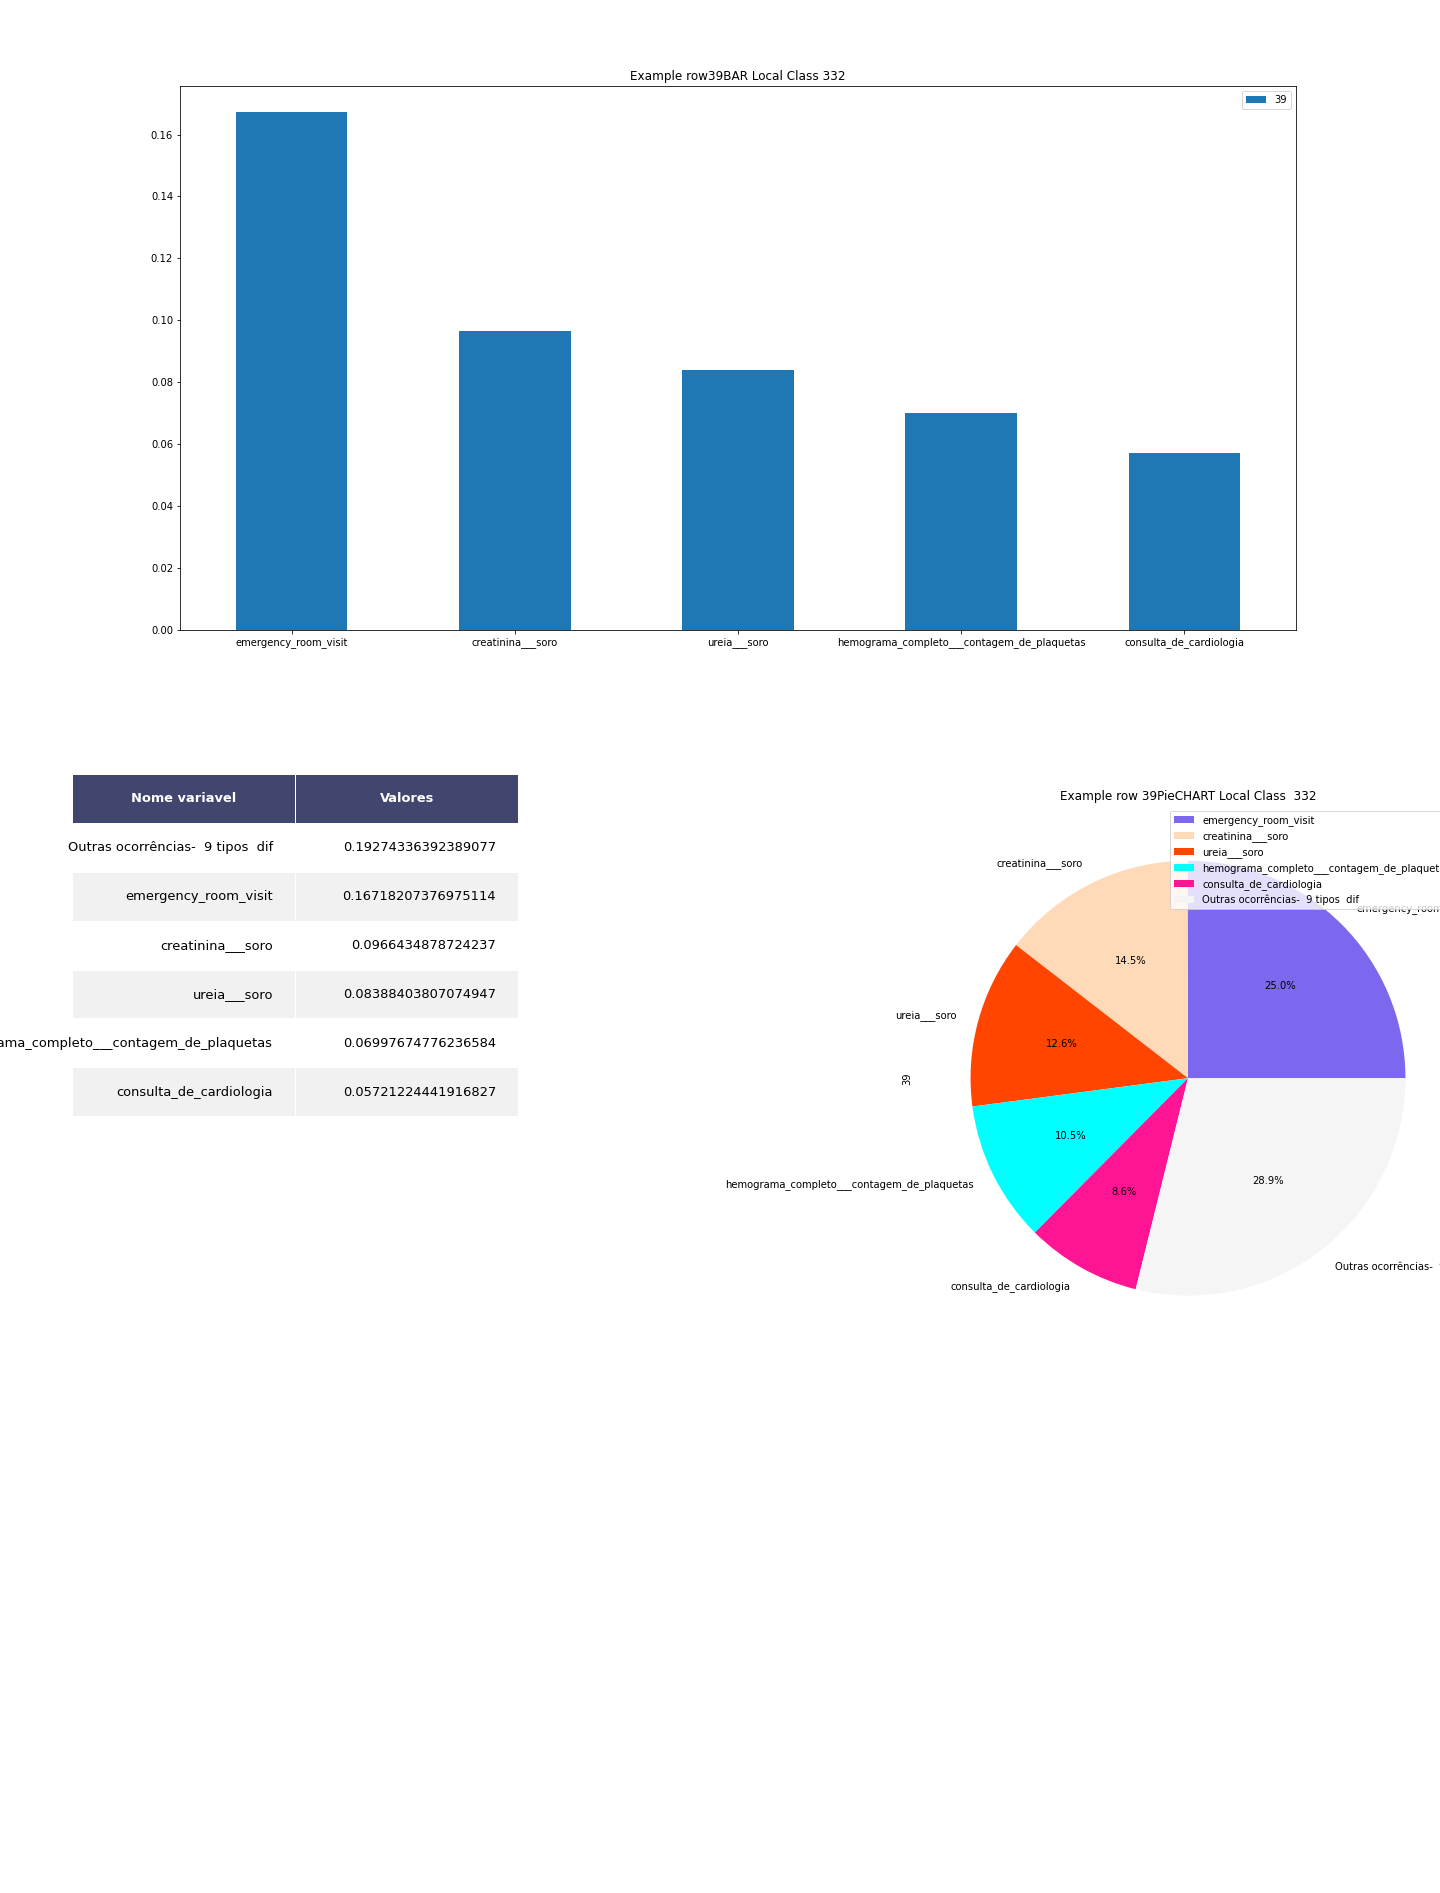 Example row39BAR Local Class 332
39
0.16
0.14
0.12
0.10
0.08
0.06
0.04
0.02
0.00
emergency_room_visit
creatinina___soro
ureia___soro
hemograma_completo___contagem_de_plaquetas
consulta_de_cardiologia
Nome variavel Valores
Outras ocorrências-  9 tipos  dif 0.19274336392389077
emergency_room_visit 0.16718207376975114
creatinina___soro 0.0966434878724237
ureia___soro 0.08388403807074947
ama_completo___contagem_de_plaquetas 0.06997674776236584
consulta_de_cardiologia 0.05721224441916827
Example row 39PieCHART Local Class  332
emergency_room_visit
creatinina___soro
ureia___soro
hemograma_completo___contagem_de_plaquet
consulta_de_cardiologia
Outras ocorrências-  9 tipos  dif
creatinina___soro
emergency_room
14.5%
25.0%
ureia___soro
12.6%
39
10.5%
hemograma_completo___contagem_de_plaquetas
8.6%
28.9%
Outras ocorrências-
consulta_de_cardiologia